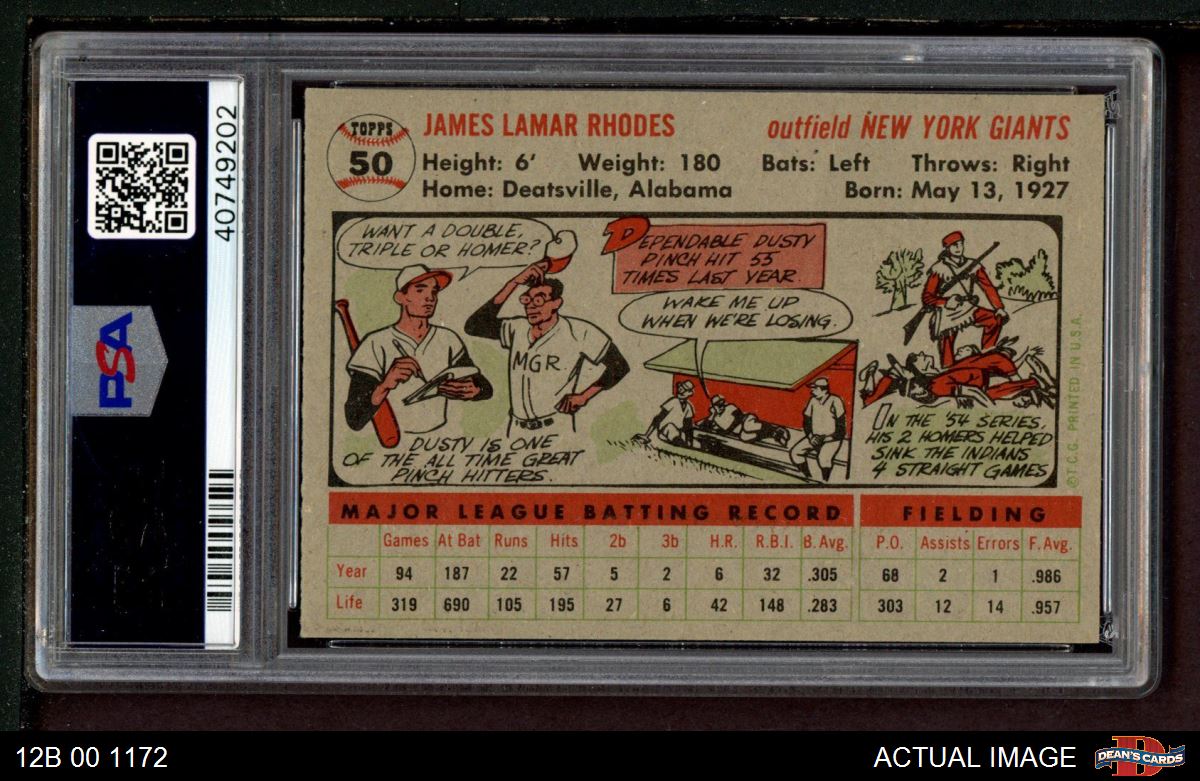 40749202
PSA
TOPPS
50
JAMES LAMAR RHODES
outfield NEW YORK GIANTS
Height: 6' Weight: 180 Bats: Left Throws: Right
Home: Deatsville, Alabama Born: May 13, 1927
WANT A DOUBLE,
TRIPLE OR HOMER?
MGR.
DUSTY IS ONE
OF THE ALL TIME GREAT
PINCH HITTERS.
DEPENDABLE DUSTY
PINCH HIT 55
TIMES LAST YEAR.
WAKE ME UP
WHEN WE'RE LOSING.
IN THE '54 SERIES,
HIS 2 HOMERS HELPED
SINK THE INDIANS
4 STRAIGHT GAMES
© T.C.G. PRINTED IN U.S.A.
MAJOR LEAGUE BATTING RECORD FIELDING
Games At Bat Runs Hits 2b 3b H.R. R.B.I. B. Avg. P.O. Assists Errors F. Avg.
Year 94 187 22 57 5 2 6 32 .305 68 2 1 .986
Life 319 690 105 195 27 6 42 148 .283 303 12 14 .957
12B 00 1172
ACTUAL IMAGE
D
DEAN'S CARDS